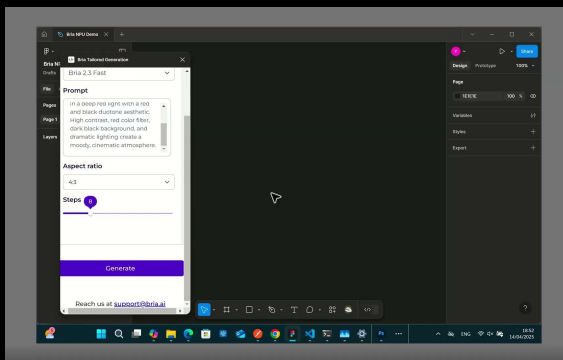 Bria NPU Demo
Share
Bria Tailored Generation
Design
Prototype
100%
Bria N
Bria 2.3 Fast
Drafts
Page
File
Prompt
1E1E1E
100
%
Pages
in a deep red light with a red
and black duotone aesthetic.
High contrast, red color filter,
dark black background, and
dramatic lighting create a
moody, cinematic atmosphere.
Page 1
Variables
Layers
Styles
Export
Aspect ratio
4:3
Steps
8
Generate
Reach us at support@bria.ai
?
ENG
18:52
14/04/2025